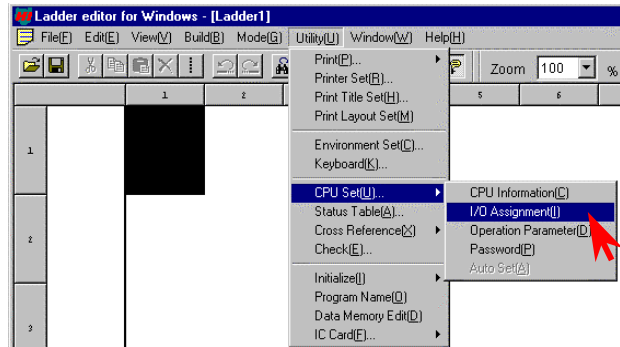 Ladder editor for Windows - [Ladder1]
File(F) Edit(E) View(V) Build(B) Mode(G) Utility(U) Window(W) Help(H)
Zoom 100 %
1 2 5 6
1
2
3
Print(P)...
Printer Set(R)...
Print Title Set(H)...
Print Layout Set(M)
Environment Set(C)...
Keyboard(K)...
CPU Set(U)...
Status Table(A)...
Cross Reference(X)
Check(E)...
Initialize(I)
Program Name(O)
Data Memory Edit(D)
IC Card(F)...
CPU Information(C)
I/O Assignment(I)
Operation Parameter(D)
Password(P)
Auto Set(A)